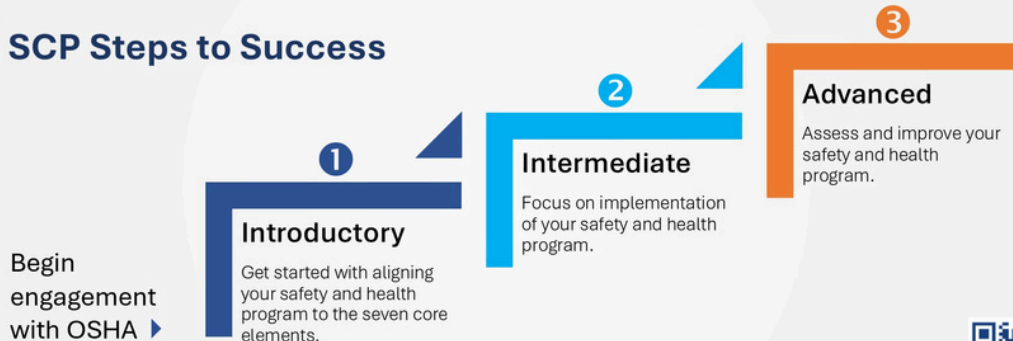 SCP Steps to Success
Begin
engagement
with OSHA
1
Introductory
Get started with aligning
your safety and health
program to the seven core
elements.
2
Intermediate
Focus on implementation
of your safety and health
program.
3
Advanced
Assess and improve your
safety and health
program.